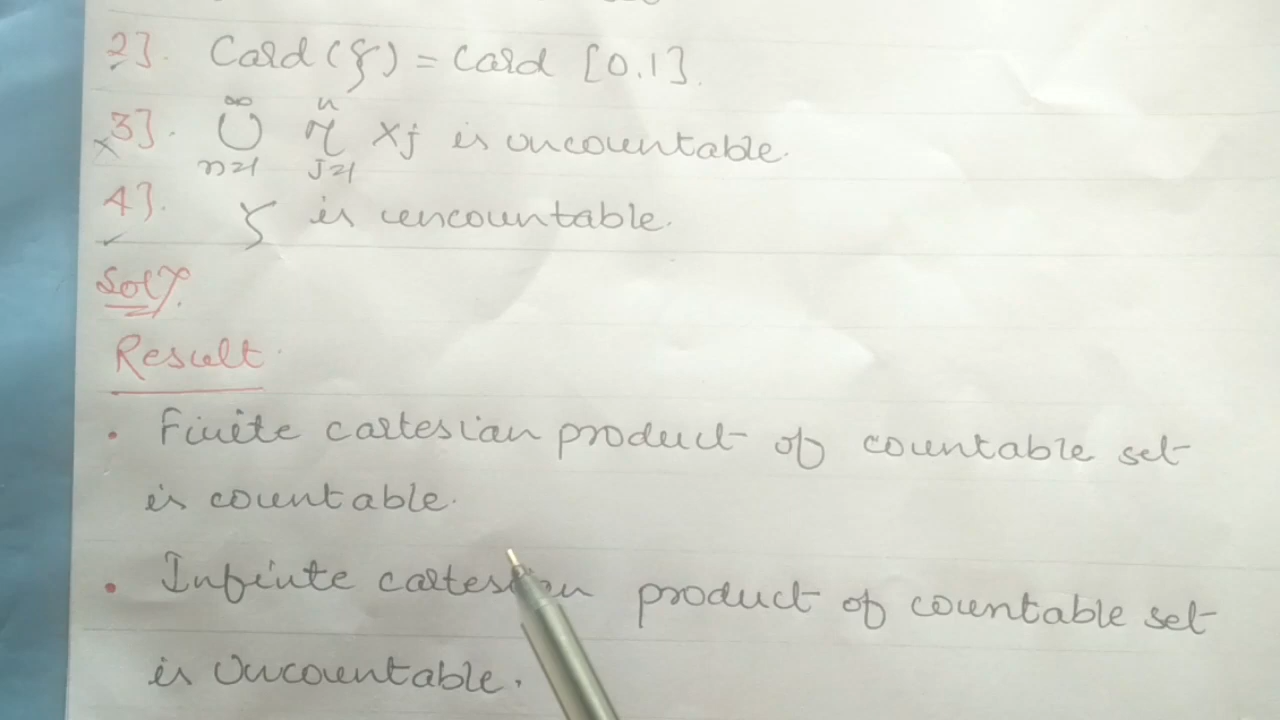 2]. Card (ξ) = Card [0,1].
3]. ∞ ∪ n=1 n π j=1 Xj is uncountable.
4]. ξ is uncountable.
Soln.
Result.
• Finite cartesian product of countable set
is countable.
• Infinite cartesian product of countable set
is Uncountable.